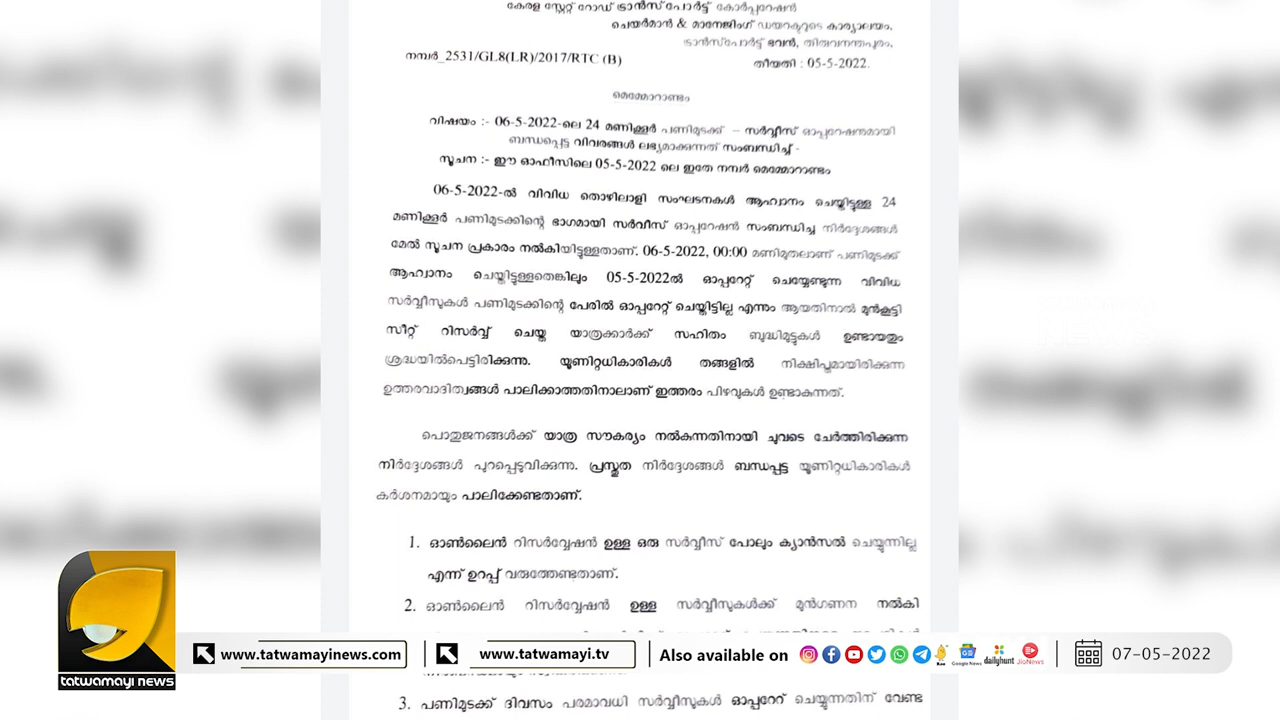 കേരള സ്റ്റേറ്റ് റോഡ് ട്രാൻസ്പോർട്ട് കോർപ്പറേഷൻ
ചെയർമാൻ & മാനേജിംഗ് ഡയറക്ടറുടെ കാര്യാലയം,
ട്രാൻസ്പോർട്ട് ഭവൻ, തിരുവനന്തപുരം,
നമ്പർ_2531/GL8(LR)/2017/RTC (B)
തീയതി : 05-5-2022.
മെമ്മോറാണ്ടം
വിഷയം :- 06-5-2022-ലെ 24 മണിക്കൂർ പണിമുടക്ക് – സർവ്വീസ് ഓപ്പറേഷനുമായി
ബന്ധപ്പെട്ട വിവരങ്ങൾ ലഭ്യമാക്കുന്നത് സംബന്ധിച്ച് -
സൂചന :- ഈ ഓഫീസിലെ 05-5-2022 ലെ ഇതേ നമ്പർ മെമ്മോറാണ്ടം
06-5-2022-ൽ വിവിധ തൊഴിലാളി സംഘടനകൾ ആഹ്വാനം ചെയ്തിട്ടുള്ള 24
മണിക്കൂർ പണിമുടക്കിന്റെ ഭാഗമായി സർവീസ് ഓപ്പറേഷൻ സംബന്ധിച്ച നിർദ്ദേശങ്ങൾ
മേൽ സൂചന പ്രകാരം നൽകിയിട്ടുള്ളതാണ്. 06-5-2022, 00:00 മണിമുതലാണ് പണിമുടക്ക്
ആഹ്വാനം ചെയ്തിട്ടുള്ളതെങ്കിലും 05-5-2022ൽ ഓപ്പറേറ്റ് ചെയ്യേണ്ടുന്ന വിവിധ
സർവ്വീസുകൾ പണിമുടക്കിന്റെ പേരിൽ ഓപ്പറേറ്റ് ചെയ്തിട്ടില്ല എന്നും ആയതിനാൽ മുൻകൂട്ടി
സീറ്റ് റിസർവ്വ് ചെയ്ത യാത്രക്കാർക്ക് സഹിതം ബുദ്ധിമുട്ടുകൾ ഉണ്ടായതും
ശ്രദ്ധയിൽപെട്ടിരിക്കുന്നു. യൂണിറ്റധികാരികൾ തങ്ങളിൽ നിക്ഷിപ്തമായിരിക്കുന്ന
ഉത്തരവാദിത്വങ്ങൾ പാലിക്കാത്തതിനാലാണ് ഇത്തരം പിഴവുകൾ ഉണ്ടാകുന്നത്.
പൊതുജനങ്ങൾക്ക് യാത്ര സൗകര്യം നൽകുന്നതിനായി ചുവടെ ചേർത്തിരിക്കുന്ന
നിർദ്ദേശങ്ങൾ പുറപ്പെടുവിക്കുന്നു. പ്രസ്തുത നിർദ്ദേശങ്ങൾ ബന്ധപ്പട്ട യൂണിറ്റധികാരികൾ
കർശനമായും പാലിക്കേണ്ടതാണ്.
1. ഓൺലൈൻ റിസർവ്വേഷൻ ഉള്ള ഒരു സർവ്വീസ് പോലും ക്യാൻസൽ ചെയ്യുന്നില്ല
എന്ന് ഉറപ്പ് വരുത്തേണ്ടതാണ്.
2. ഓൺലൈൻ റിസർവ്വേഷൻ ഉള്ള സർവ്വീസുകൾക്ക് മുൻഗണന നൽകി
3. പണിമുടക്ക് ദിവസം പരമാവധി സർവ്വീസുകൾ ഓപ്പറേറ്റ് ചെയ്യുന്നതിന് വേണ്ട
tatwamayi news
www.tatwamayinews.com
www.tatwamayi.tv
Also available on
Koo
Google News
dailyhunt
JioNews
07-05-2022